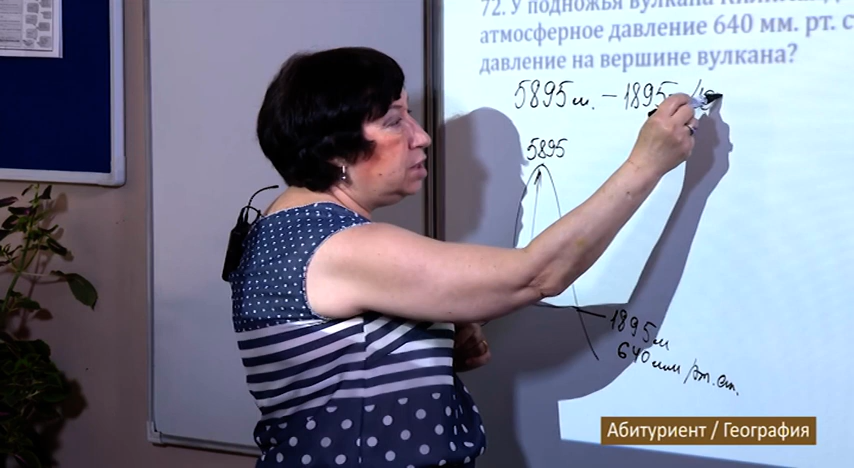 72. У подножья вулкана
атмосферное давление 640 мм. рт. с
давление на вершине вулкана?
5895 м. – 1895
5895
1895 м
640 мм рт. ст.
Абитуриент / География